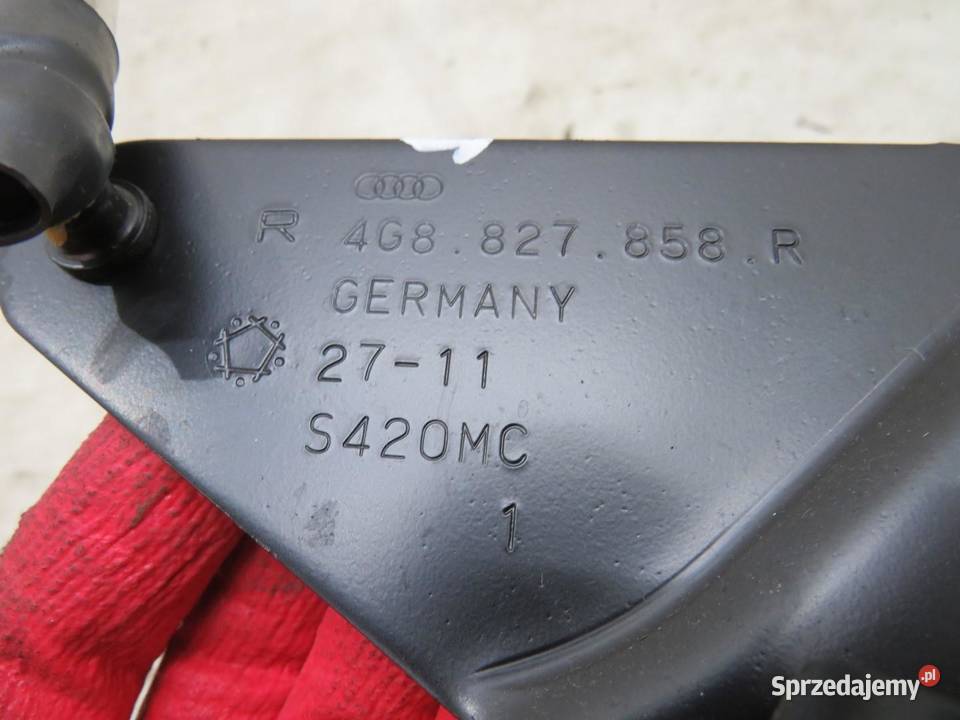 R 4G8.827.858.R
GERMANY
27-11
S420MC
1
Sprzedajemy.pl